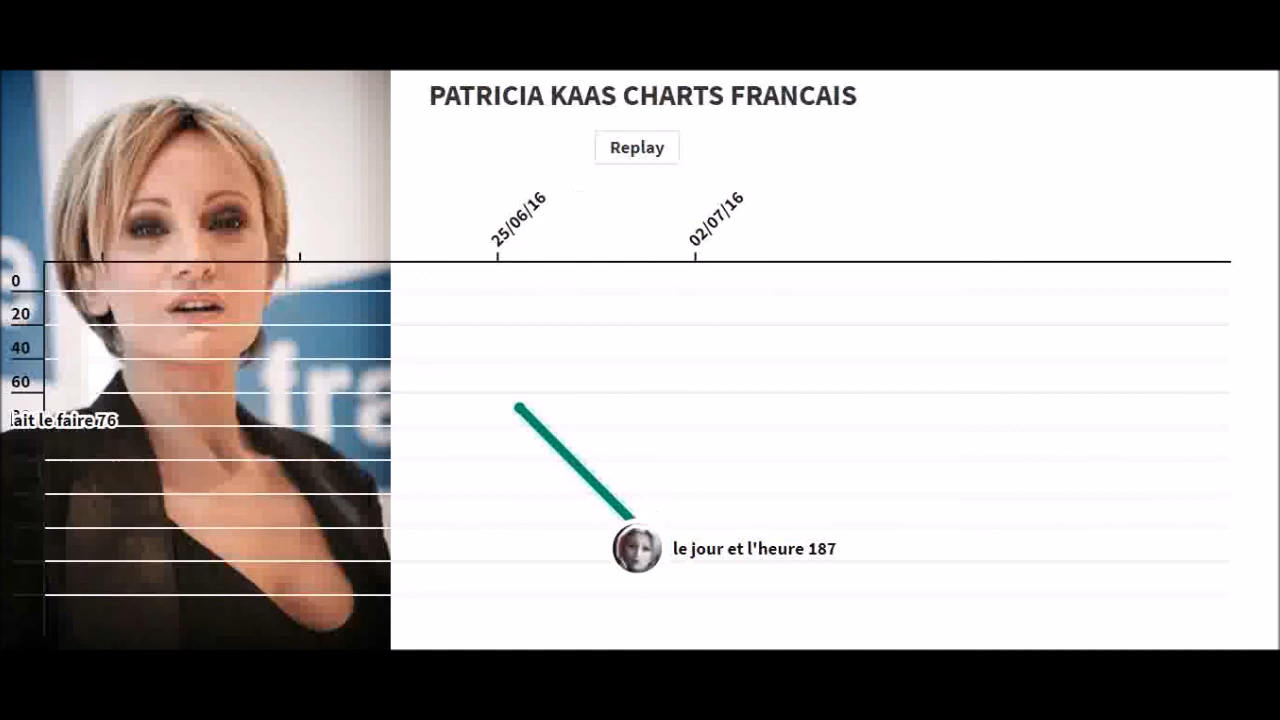 PATRICIA KAAS CHARTS FRANCAIS
Replay
25/06/16
02/07/16
0
20
40
60
ait le faire 76
fra
le jour et l'heure 187